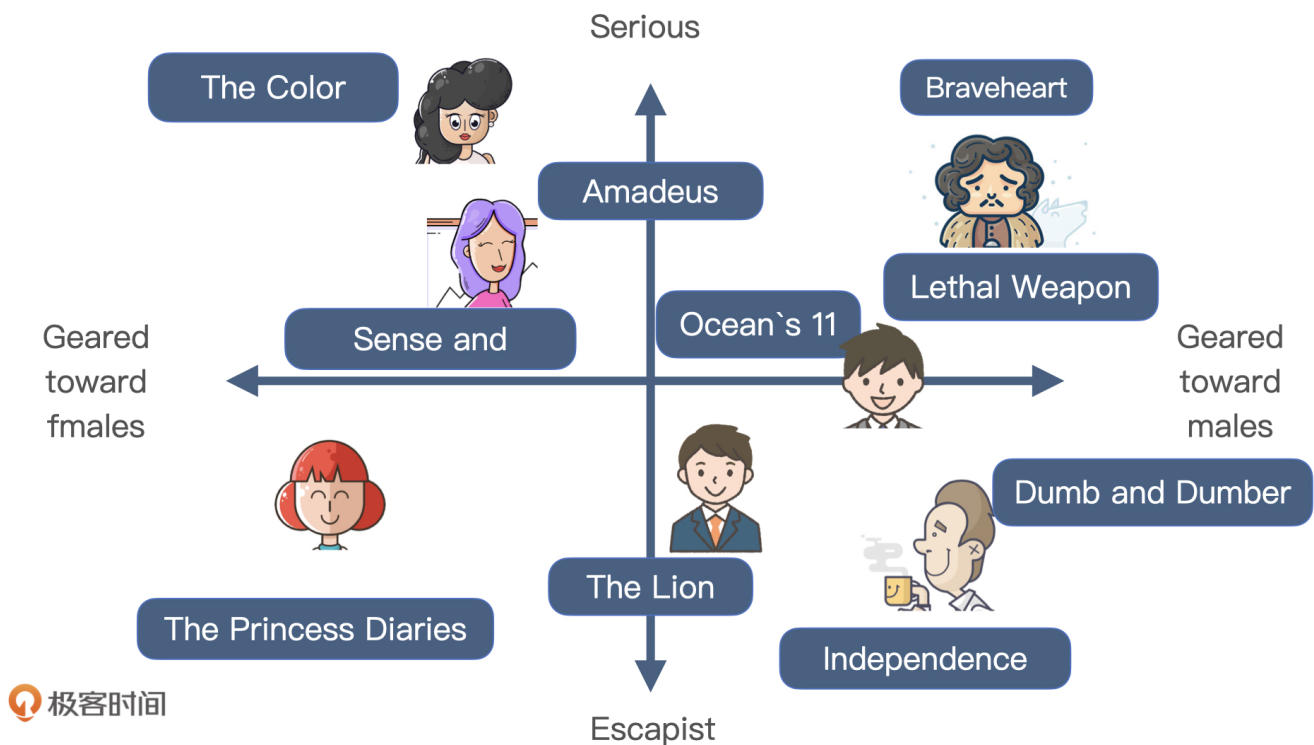 Serious
The Color
Braveheart
Amadeus
Lethal Weapon
Ocean`s 11
Sense and
Geared
toward
fmales
Geared
toward
males
Dumb and Dumber
The Lion
The Princess Diaries
Independence
极客时间
Escapist